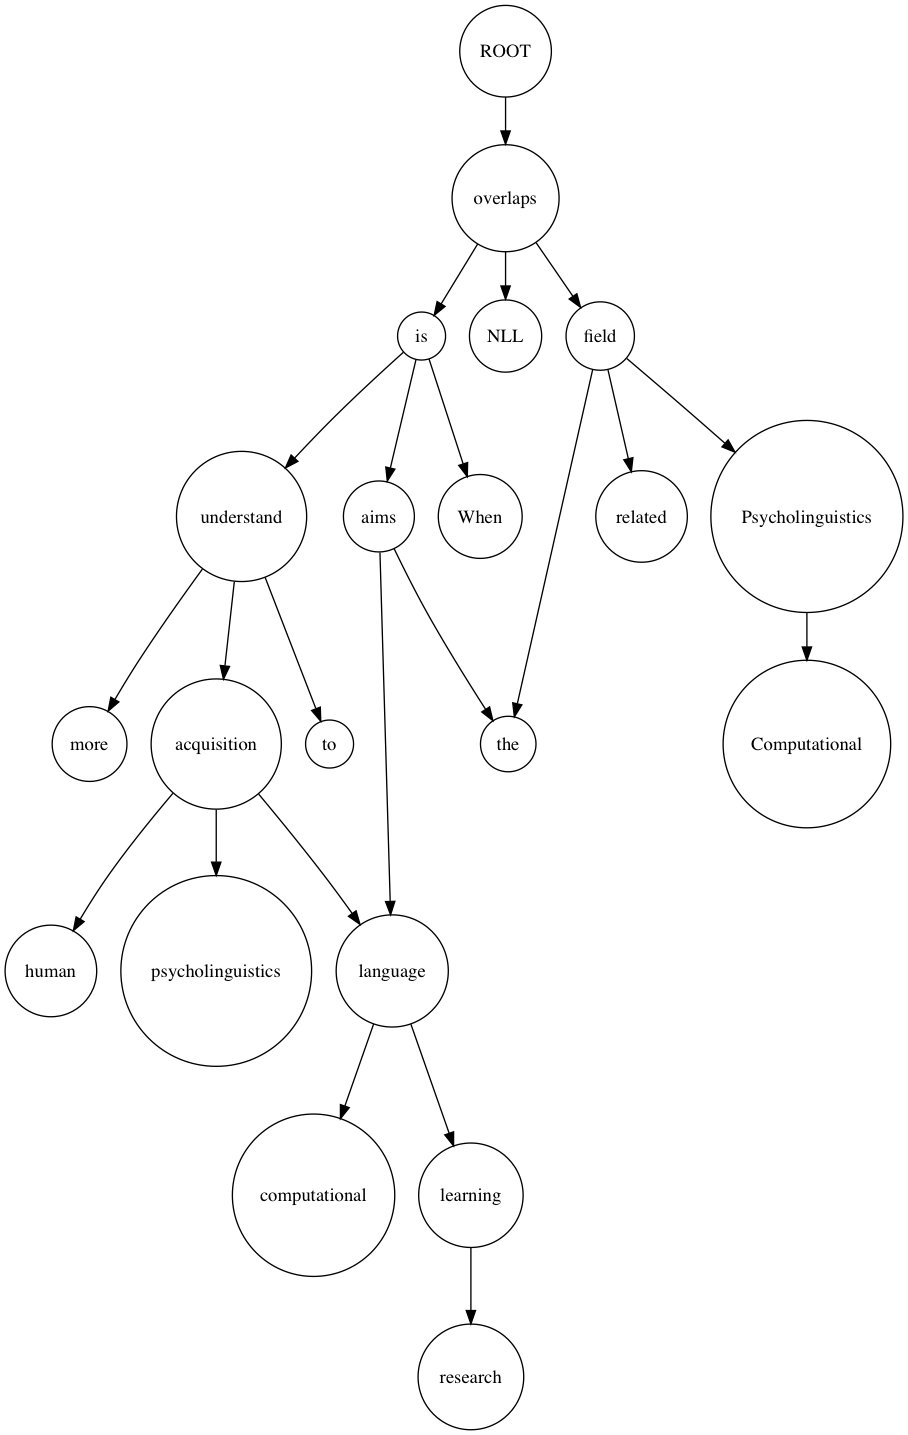 ROOT
overlaps
is
NLL
field
understand
aims
When
related
Psycholinguistics
more
acquisition
to
the
Computational
human
psycholinguistics
language
computational
learning
research